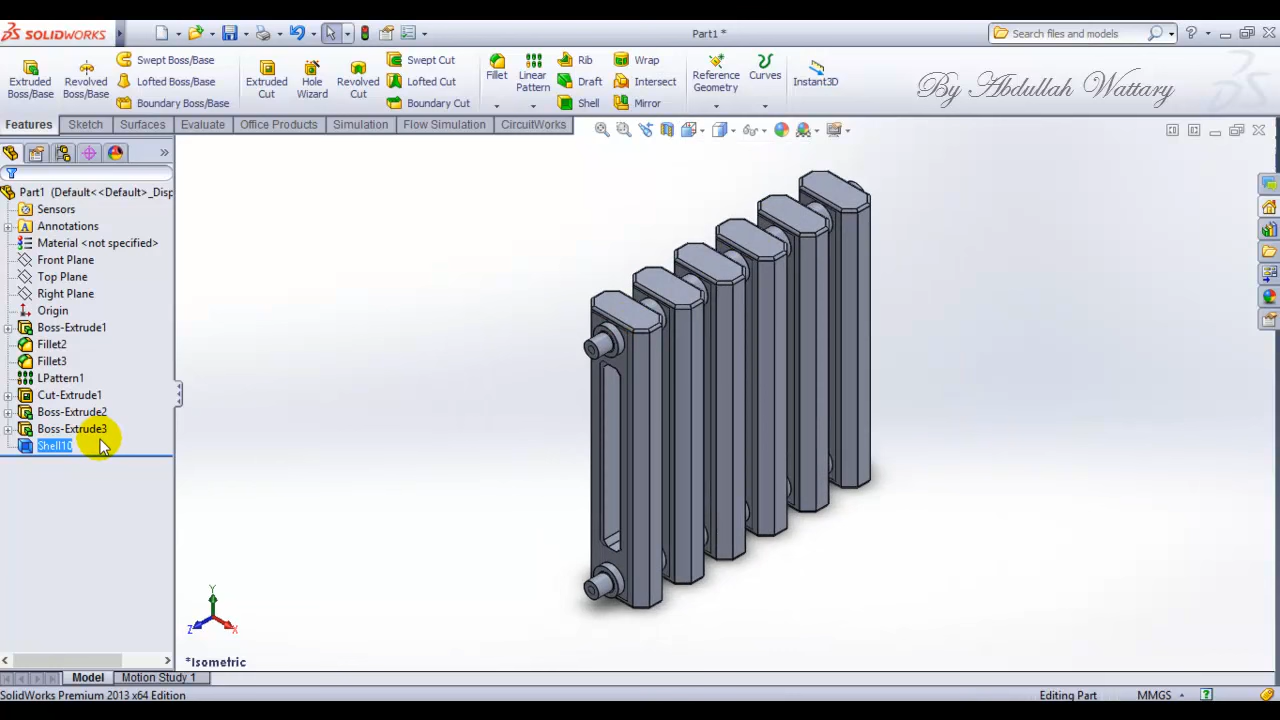 SOLIDWORKS
Part1 *
Search files and models
?
Extruded Boss/Base
Revolved Boss/Base
Swept Boss/Base
Lofted Boss/Base
Boundary Boss/Base
Extruded Cut
Hole Wizard
Revolved Cut
Swept Cut
Lofted Cut
Boundary Cut
Fillet
Linear Pattern
Rib
Draft
Shell
Wrap
Intersect
Mirror
Reference Geometry
Curves
Instant3D
By Abdullah Wattary
Features
Sketch
Surfaces
Evaluate
Office Products
Simulation
Flow Simulation
CircuitWorks
Part1 (Default<<Default>_Disp
Sensors
Annotations
Material <not specified>
Front Plane
Top Plane
Right Plane
Origin
Boss-Extrude1
Fillet2
Fillet3
LPattern1
Cut-Extrude1
Boss-Extrude2
Boss-Extrude3
Shell10
Y
Z
X
*Isometric
Model
Motion Study 1
SolidWorks Premium 2013 x64 Edition
Editing Part
MMGS
?